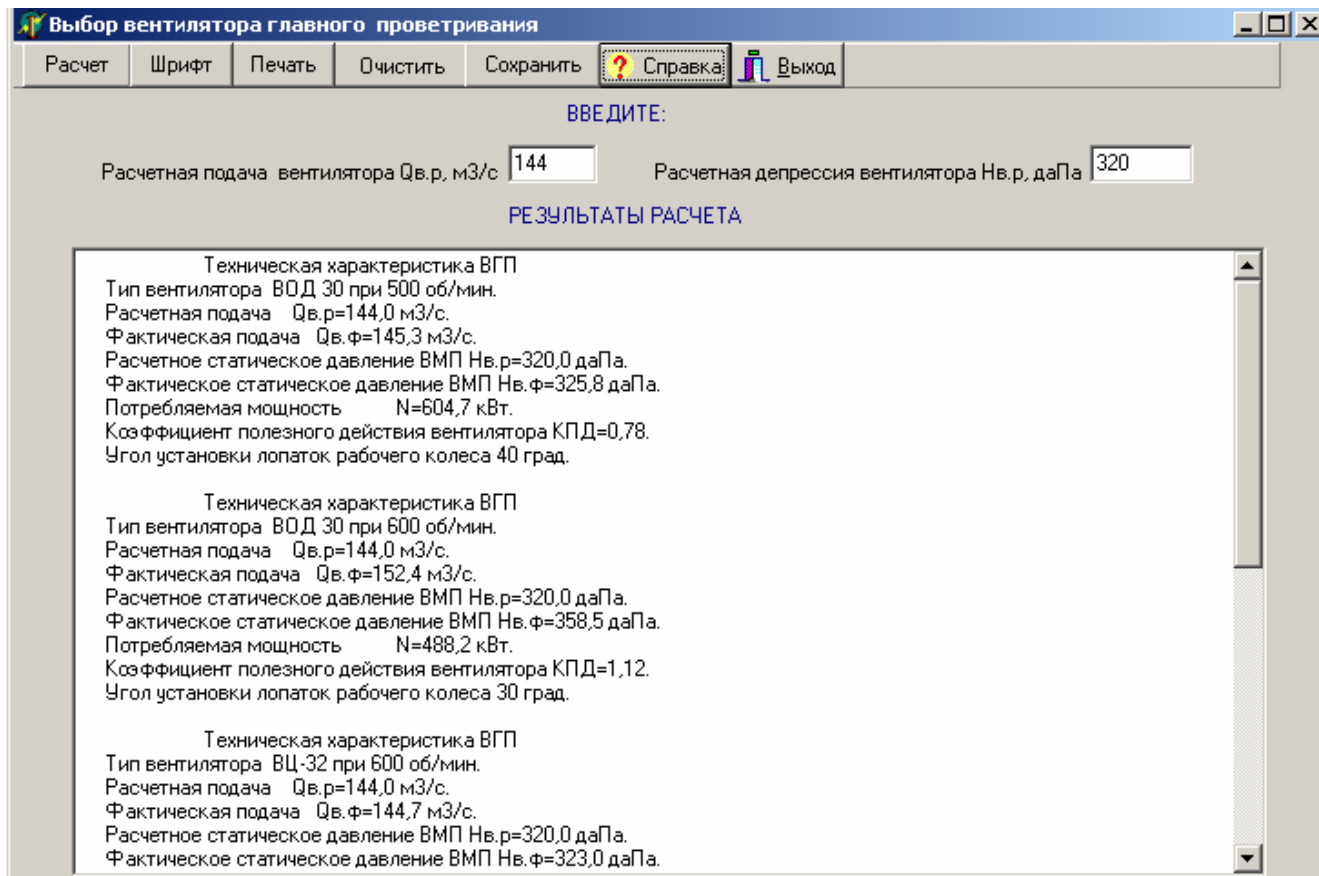 Выбор вентилятора главного проветривания
Расчет Шрифт Печать Очистить Сохранить ? Справка Выход
ВВЕДИТЕ:
Расчетная подача вентилятора Qв.р, м3/с 144 Расчетная депрессия вентилятора Нв.р, даПа 320
РЕЗУЛЬТАТЫ РАСЧЕТА
Техническая характеристика ВГП
Тип вентилятора ВОД 30 при 500 об/мин.
Расчетная подача Qв.р=144,0 м3/с.
Фактическая подача Qв.ф=145,3 м3/с.
Расчетное статическое давление ВМП Нв.р=320,0 даПа.
Фактическое статическое давление ВМП Нв.ф=325,8 даПа.
Потребляемая мощность N=604,7 кВт.
Коэффициент полезного действия вентилятора КПД=0,78.
Угол установки лопаток рабочего колеса 40 град.
Техническая характеристика ВГП
Тип вентилятора ВОД 30 при 600 об/мин.
Расчетная подача Qв.р=144,0 м3/с.
Фактическая подача Qв.ф=152,4 м3/с.
Расчетное статическое давление ВМП Нв.р=320,0 даПа.
Фактическое статическое давление ВМП Нв.ф=358,5 даПа.
Потребляемая мощность N=488,2 кВт.
Коэффициент полезного действия вентилятора КПД=1,12.
Угол установки лопаток рабочего колеса 30 град.
Техническая характеристика ВГП
Тип вентилятора ВЦ-32 при 600 об/мин.
Расчетная подача Qв.р=144,0 м3/с.
Фактическая подача Qв.ф=144,7 м3/с.
Расчетное статическое давление ВМП Нв.р=320,0 даПа.
Фактическое статическое давление ВМП Нв.ф=323,0 даПа.